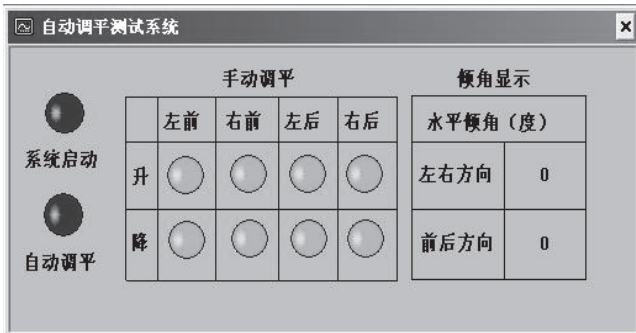 自动调平测试系统
手动调平
倾角显示
左前 右前 左后 右后
水平倾角（度）
系统启动
升
左右方向 0
降
前后方向 0
自动调平